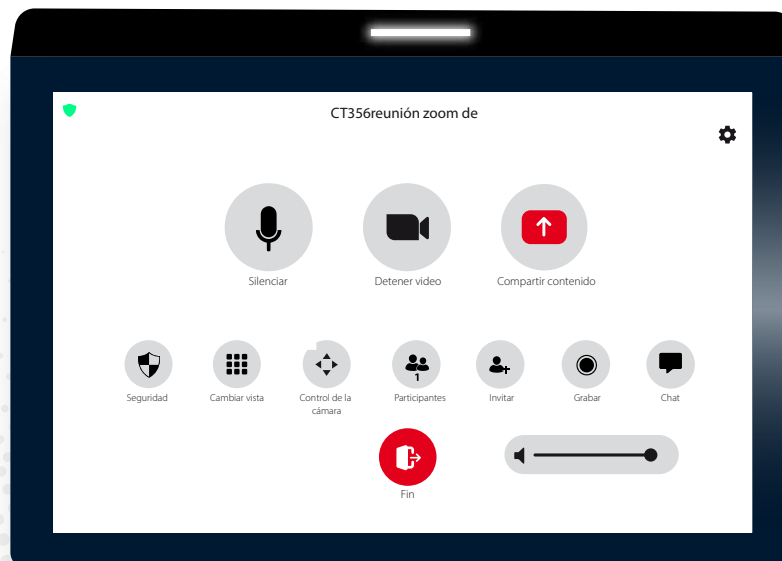 CT356reunión zoom de
Silenciar
Detener video
Compartir contenido
1
Seguridad
Cambiar vista
Control de la
cámara
Participantes
Invitar
Grabar
Chat
Fin